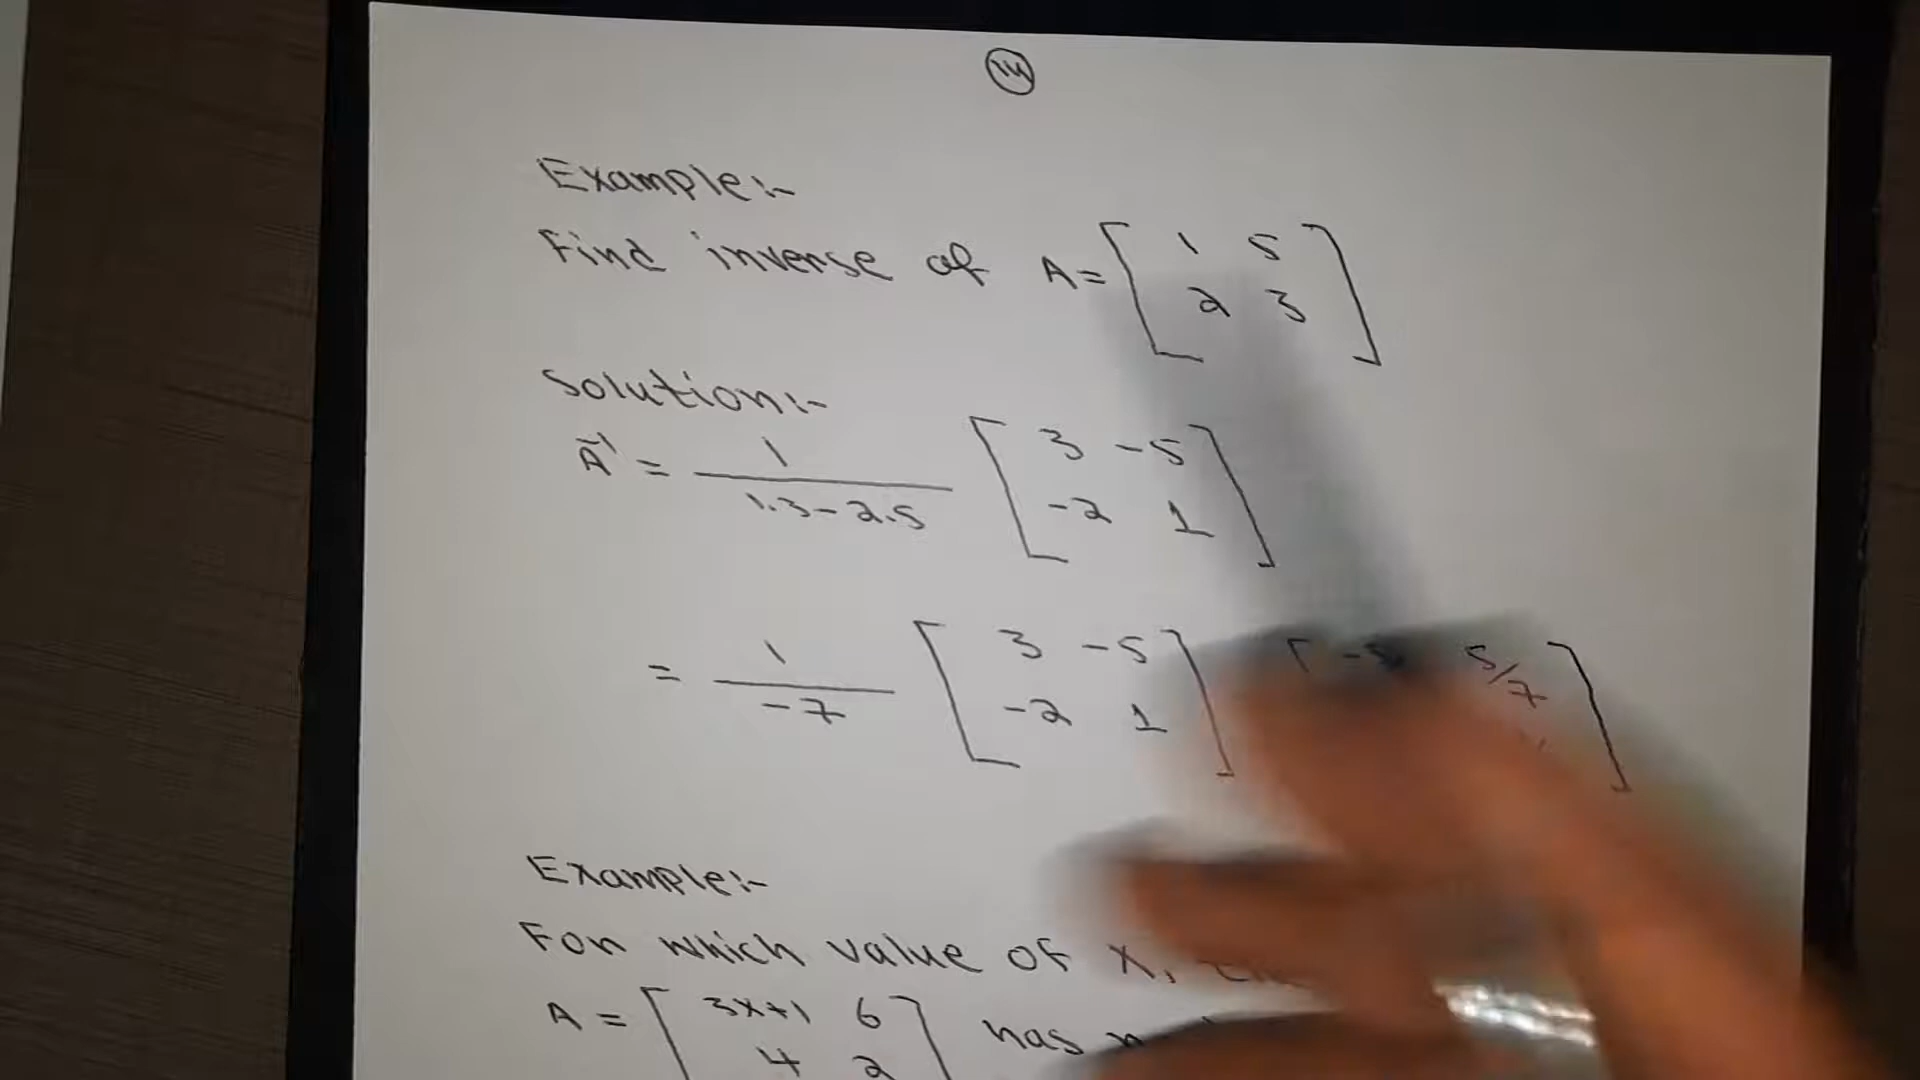 14
Example:-
Find inverse of A = [ 1 5
2 3 ]
Solution:-
A⁻¹ = 1 / 1.3-2.5 [ 3 -5
-2 1 ]
= 1 / -7 [ 3 -5
-2 1 ] [ 5/7 ]
Example:-
For which value of x,
A = [ 3x+1 6 ] has
4 2